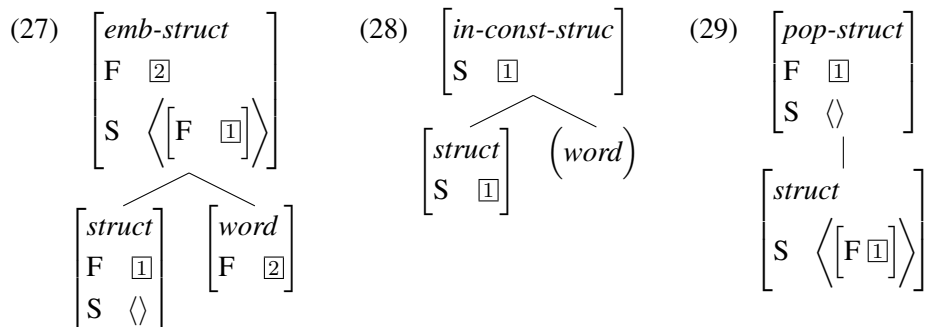 (27)
emb-struct
F 2
S ⟨[F 1]⟩
struct
F 1
S ⟨⟩
word
F 2
(28)
in-const-struc
S 1
struct
S 1
(word)
(29)
pop-struct
F 1
S ⟨⟩
struct
S ⟨[F 1]⟩